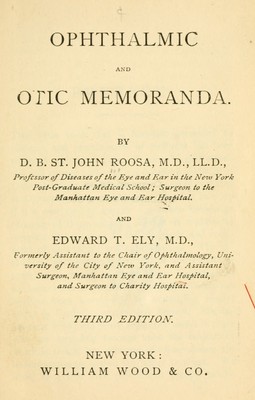 OPHTHALMIC
AND
OTIC MEMORANDA.
BY
D. B. ST. JOHN ROOSA, M.D., LL.D.,
Professor of Diseases of the Eye and Ear in the New York
Post-Graduate Medical School; Surgeon to the
Manhattan Eye and Ear Hospital.
AND
EDWARD T. ELY, M.D.,
Formerly Assistant to the Chair of Ophthalmology, Uni-
versity of the City of New York, and Assistant
Surgeon, Manhattan Eye and Ear Hospital,
and Surgeon to Charity Hospital.
THIRD EDITION.
NEW YORK:
WILLIAM WOOD & CO.